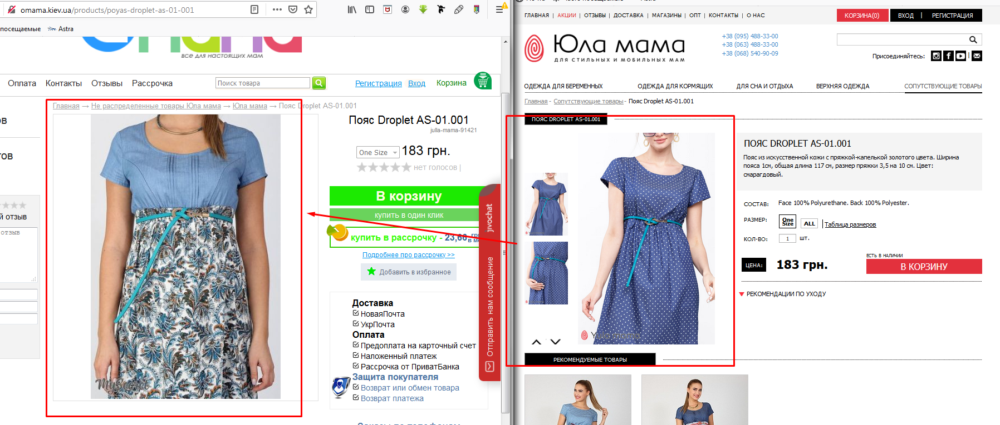 omama.kiev.ua/products/poyas-droplet-as-01-001
посещаемые
Astra
все для настоящих мам
Оплата
Контакты
Отзывы
Рассрочка
Поиск товара
Регистрация
Вход
Корзина
Главная → Не распределенные товары Юла мама → Юла мама → Пояс Droplet AS-01.001
Пояс Droplet AS-01.001
julla-mama-91421
One Size
183 грн.
нет голосов |
В корзину
купить в один клик
купить в рассрочку - 23,66
Подробнее про рассрочку >>
Добавить в избранное
Доставка
НоваяПочта
УкрПочта
Оплата
Предоплата на карточный счет
Наложенный платеж
Рассрочка от ПриватБанка
Защита покупателя
Возврат или обмен товара
Возврат платежа
jivochat
Отправить нам сообщение
й отзыв
отзыв
MySecret
ГЛАВНАЯ | АКЦИИ | ОТЗЫВЫ | ДОСТАВКА | МАГАЗИНЫ | ОПТ | КОНТАКТЫ | О НАС
КОРЗИНА(0)
ВХОД | РЕГИСТРАЦИЯ
Юла мама
ДЛЯ СТИЛЬНЫХ И МОБИЛЬНЫХ МАМ
+38 (095) 488-33-00
+38 (063) 488-33-00
+38 (068) 540-90-09
Присоединяйтесь:
ОДЕЖДА ДЛЯ БЕРЕМЕННЫХ
ОДЕЖДА ДЛЯ КОРМЯЩИХ
ДЛЯ СНА И ОТДЫХА
ВЕРХНЯЯ ОДЕЖДА
СОПУТСТВУЮЩИЕ ТОВАРЫ
Главная - Сопутствующие товары - Пояс Droplet AS-01.001
ПОЯС DROPLET AS-01.001
Yula mama
ПОЯС DROPLET AS-01.001
Пояс из искусственной кожи с пряжкой-капелькой золотого цвета. Ширина
пояса 1см, общая длина 117 см, размер пряжки 3,5 на 10 см. Цвет:
смарагдовый.
СОСТАВ:
Face 100% Polyurethane. Back 100% Polyester.
РАЗМЕР:
One Size
ALL
Таблица размеров
КОЛ-ВО:
1
шт.
ЦЕНА:
183 грн.
ЕСТЬ В НАЛИЧИИ
В КОРЗИНУ
РЕКОМЕНДАЦИИ ПО УХОДУ
РЕКОМЕНДУЕМЫЕ ТОВАРЫ